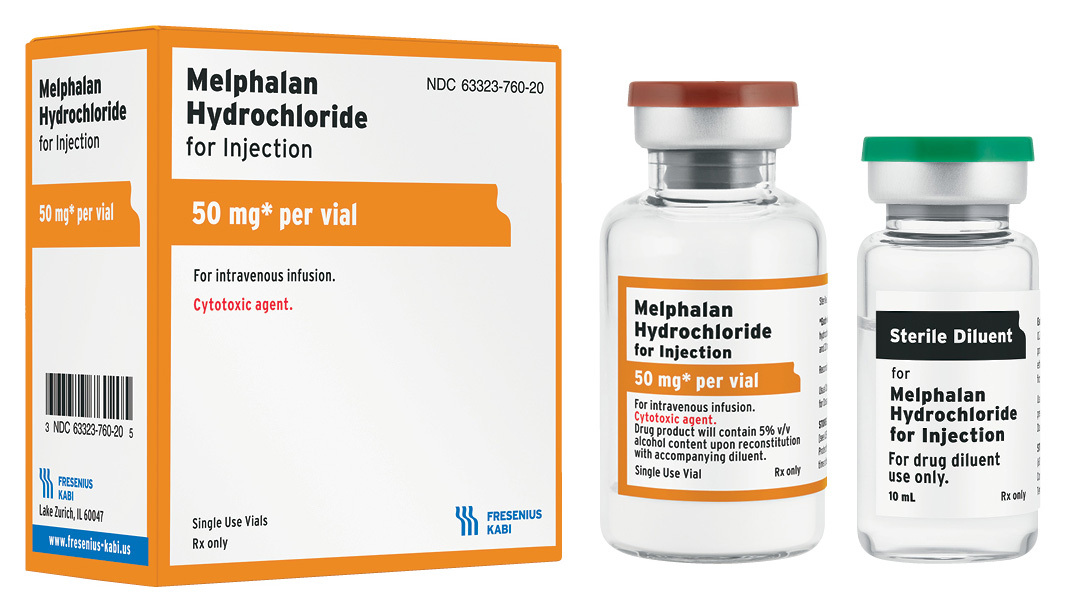 Melphalan
Hydrochloride
for Injection
50 mg* per vial
3 NDC 63323-760-20 5
FRESENIUS
KABI
Lake Zurich, IL 60047
www.fresenius-kabi.us
Melphalan
Hydrochloride
for Injection
NDC 63323-760-20
50 mg* per vial
For intravenous infusion.
Cytotoxic agent.
Single Use Vials
Rx only
FRESENIUS
KABI
Melphalan
Hydrochloride
for Injection
50 mg* per vial
For intravenous infusion.
Cytotoxic agent.
Drug product will contain 5% v/v
alcohol content upon reconstitution
with accompanying diluent.
Single Use Vial
Rx only
Sterile Diluent
for
Melphalan
Hydrochloride
for Injection
For drug diluent
use only.
10 mL
Rx only